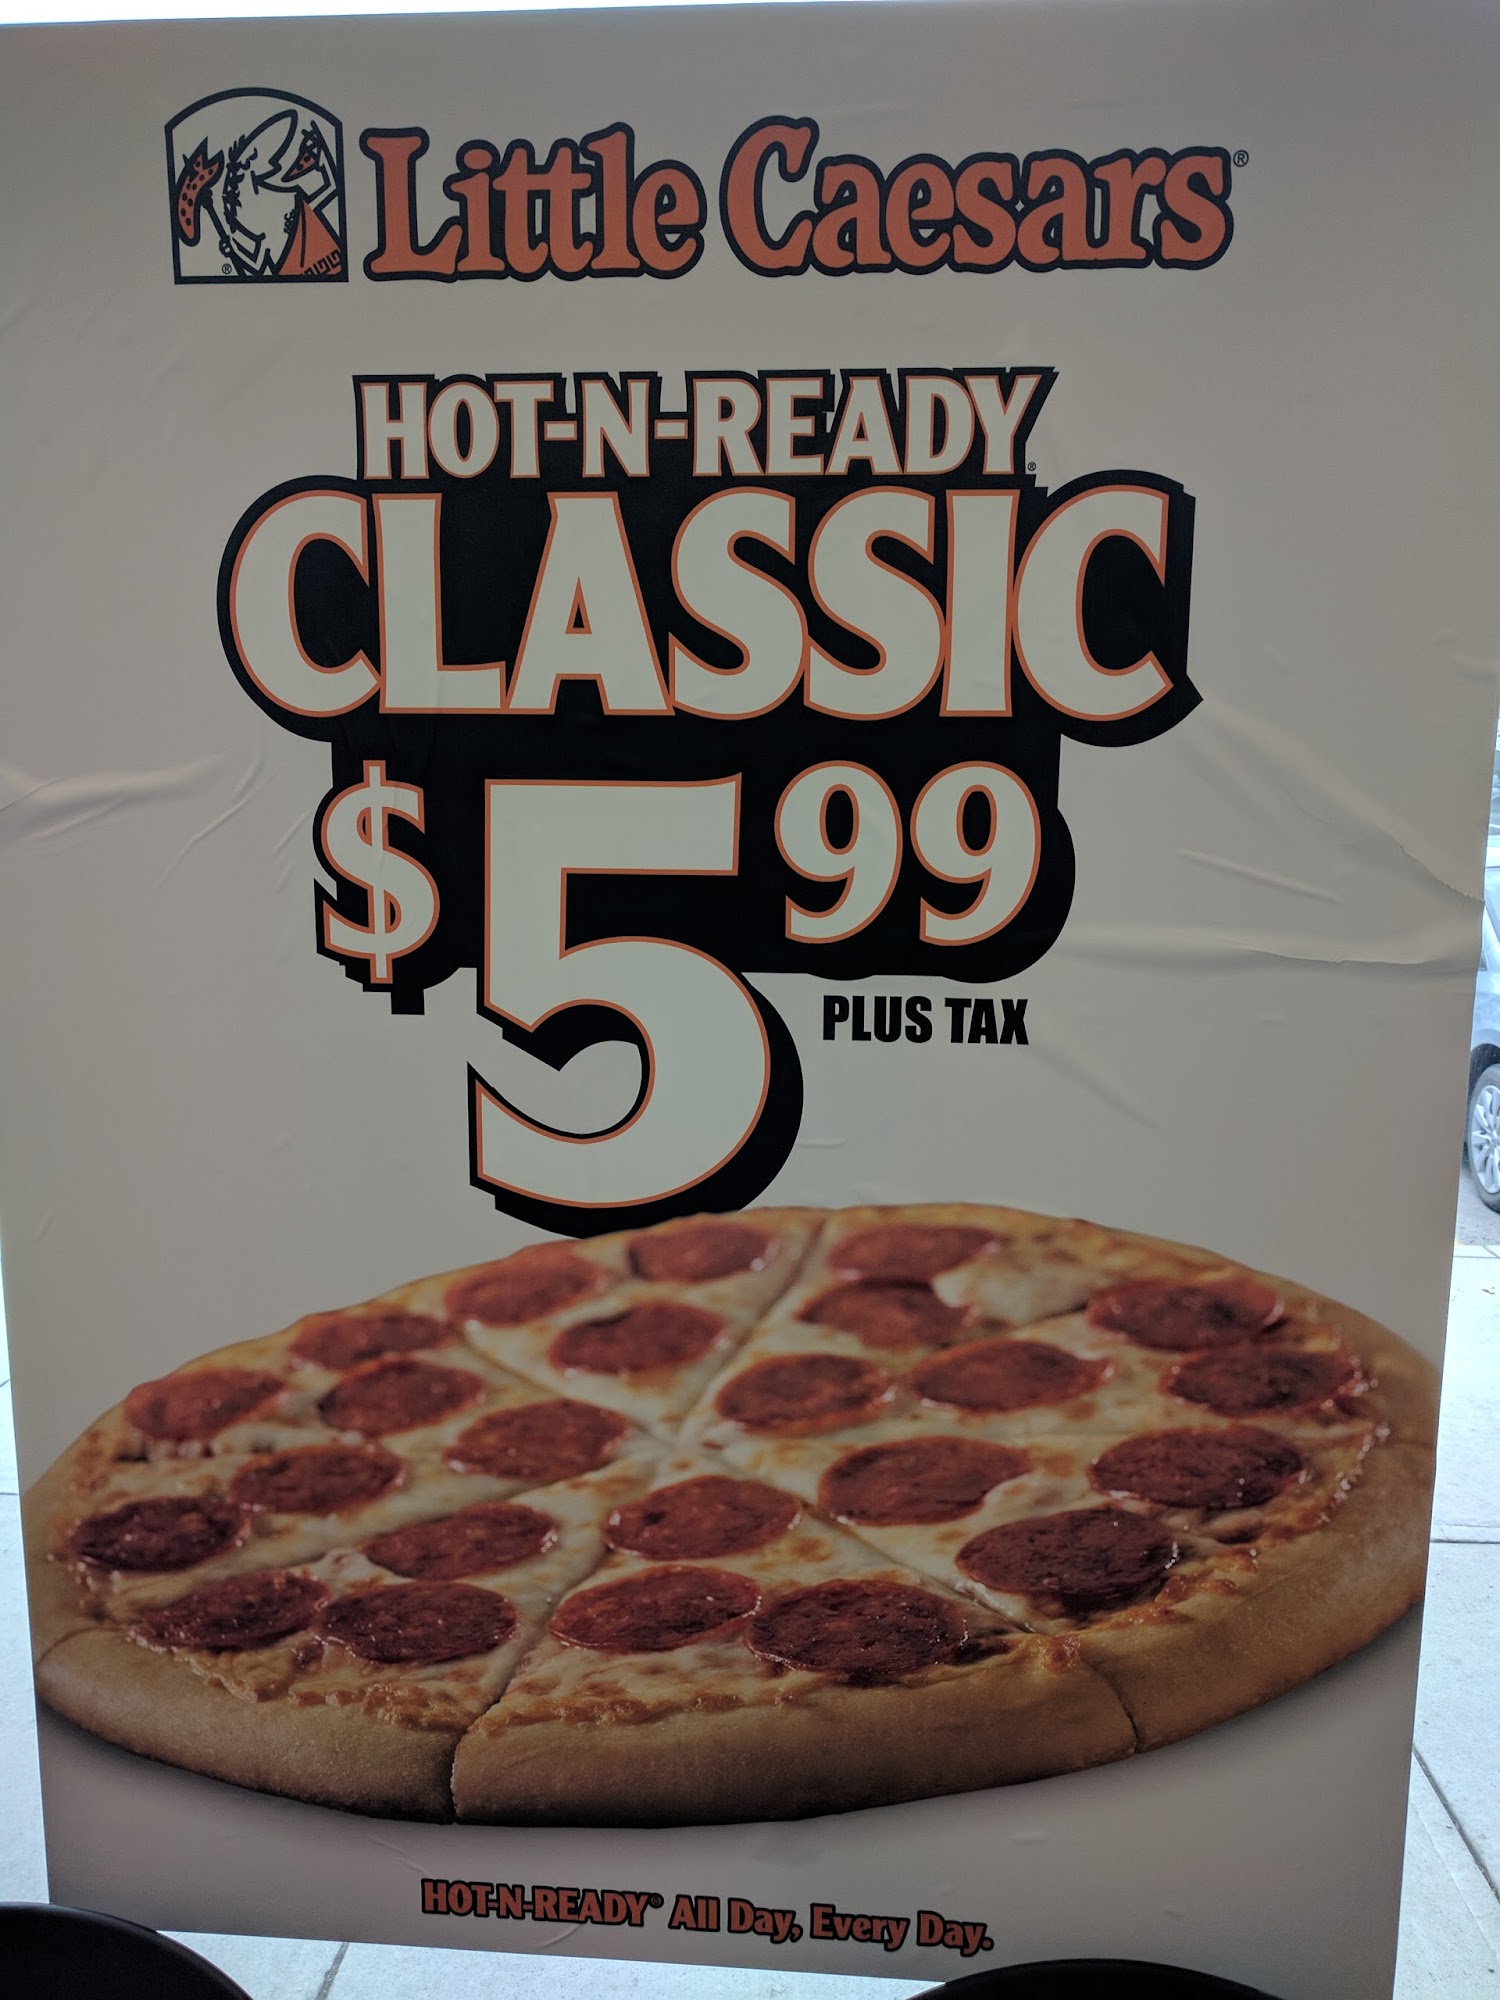 Little Caesars®
HOT-N-READY®
CLASSIC
$5.99
PLUS TAX
HOT-N-READY® All Day, Every Day.